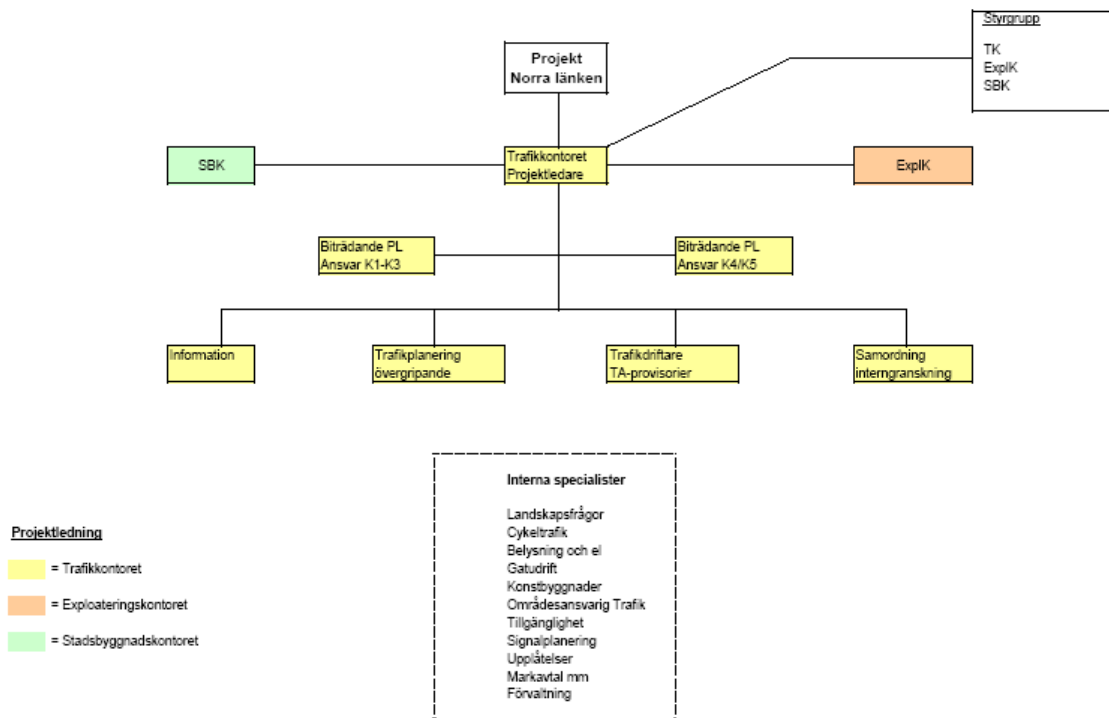 Styrgrupp
TK
ExplK
SBK
Projekt
Norra länken
SBK
Trafikkontoret
Projektledare
ExplK
Biträdande PL
Ansvar K1-K3
Biträdande PL
Ansvar K4/K5
Information
Trafikplanering
övergripande
Trafikdriftare
TA-provisorier
Samordning
interngranskning
Interna specialister
Landskapsfrågor
Cykeltrafik
Belysning och el
Gatudrift
Konstbyggnader
Områdesansvarig Trafik
Tillgänglighet
Signalplanering
Upplåtelser
Markavtal mm
Förvaltning
Projektledning
= Trafikkontoret
= Exploateringskontoret
= Stadsbyggnadskontoret